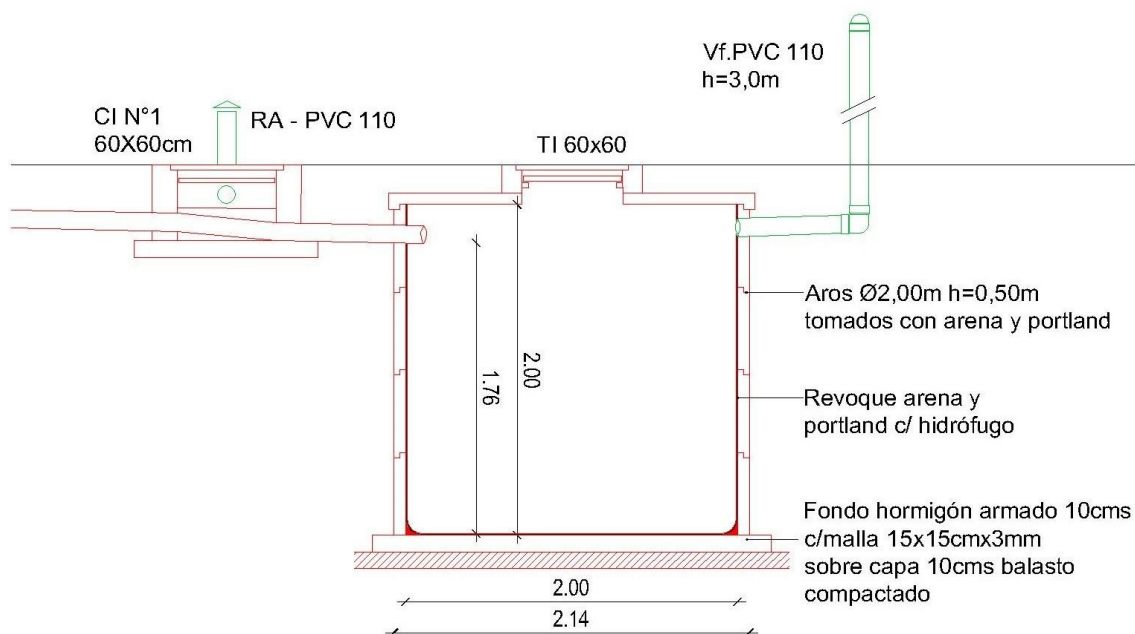 Vf.PVC 110
h=3,0m
CI N°1
60X60cm
RA - PVC 110
TI 60x60
Aros Ø2,00m h=0,50m
tomados con arena y portland
2.00
1.76
Revoque arena y
portland c/ hidrófugo
Fondo hormigón armado 10cms
c/malla 15x15cmx3mm
sobre capa 10cms balasto
compactado
2.00
2.14